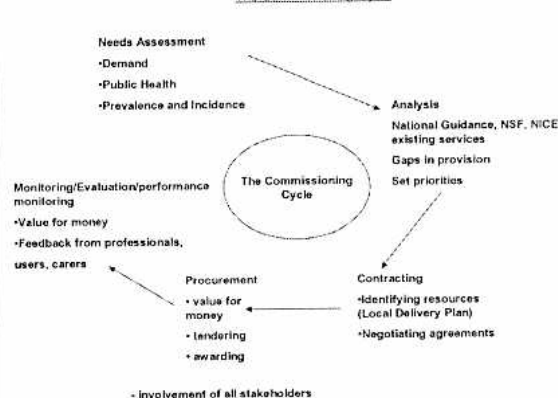 Needs Assessment
•Demand
•Public Health
•Prevalence and Incidence
Analysis
National Guidance, NSF, NICE
existing services
Gaps in provision
Set priorities
The Commissioning
Cycle
Monitoring/Evaluation/performance
monitoring
•Value for money
•Feedback from professionals,
users, carers
Contracting
•Identifying resources
(Local Delivery Plan)
•Negotiating agreements
Procurement
• value for
money
• tendering
• awarding
- involvement of all stakeholders